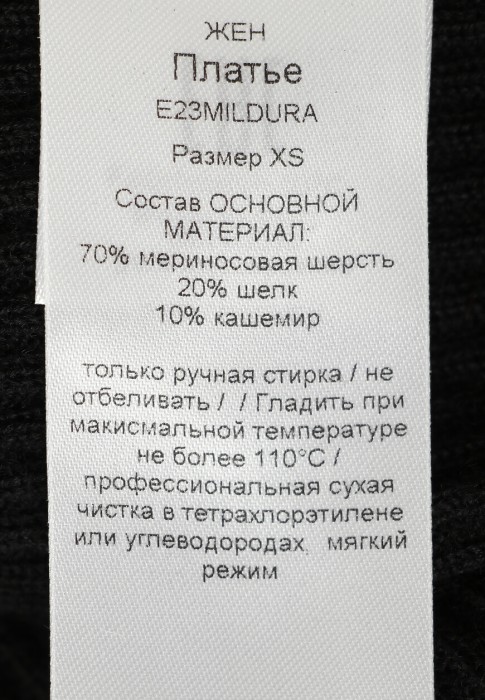 ЖЕН
Платье
E23MILDURA
Размер XS
Состав ОСНОВНОЙ
МАТЕРИАЛ:
70% мериносовая шерсть
20% шелк
10% кашемир
только ручная стирка / не
отбеливать / / Гладить при
макисмальной температуре
не более 110°C /
профессиональная сухая
чистка в тетрахлорэтилене
или углеводородах. мягкий
режим